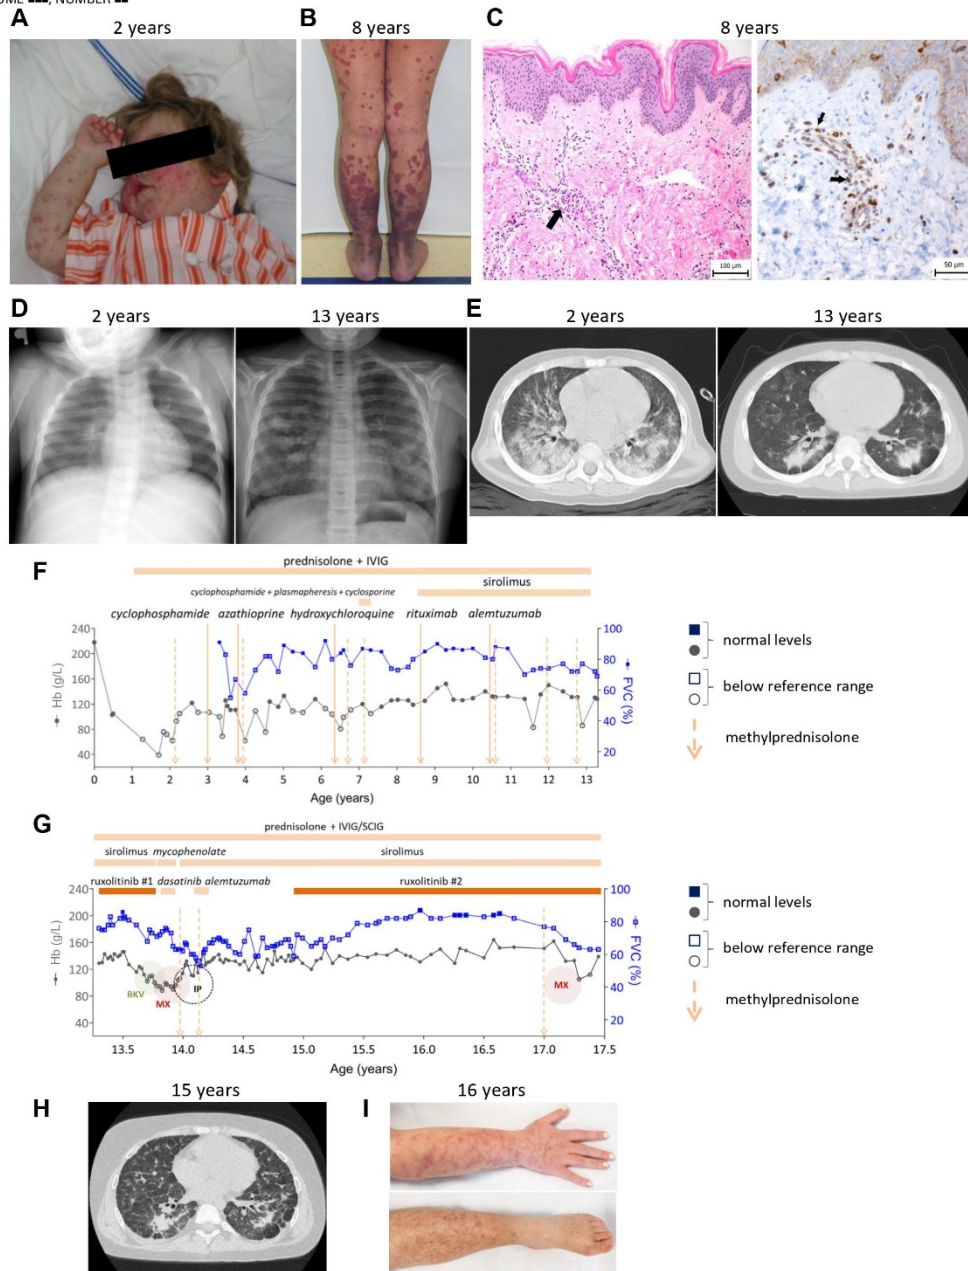 NUMBER
A
2 years
B
8 years
C
8 years
100 µm
50 µm
D
2 years
13 years
E
2 years
13 years
F
prednisolone + IVIG
sirolimus
cyclophosphamide + plasmapheresis + cyclosporine
cyclophosphamide azathioprine hydroxychloroquine rituximab alemtuzumab
240
200
160
120
80
40
Hb (g/L)
100
80
60
40
20
FVC (%)
0 1 2 3 4 5 6 7 8 9 10 11 12 13
Age (years)
normal levels
below reference range
methylprednisolone
G
prednisolone + IVIG/SCIG
sirolimus mycophenolate sirolimus
ruxolitinib #1 dasatinib alemtuzumab ruxolitinib #2
240
200
160
120
80
40
Hb (g/L)
BKV
MX
IP
MX
100
80
60
40
20
FVC (%)
13.5 14.0 14.5 15.0 15.5 16.0 16.5 17.0 17.5
Age (years)
normal levels
below reference range
methylprednisolone
H
15 years
I
16 years